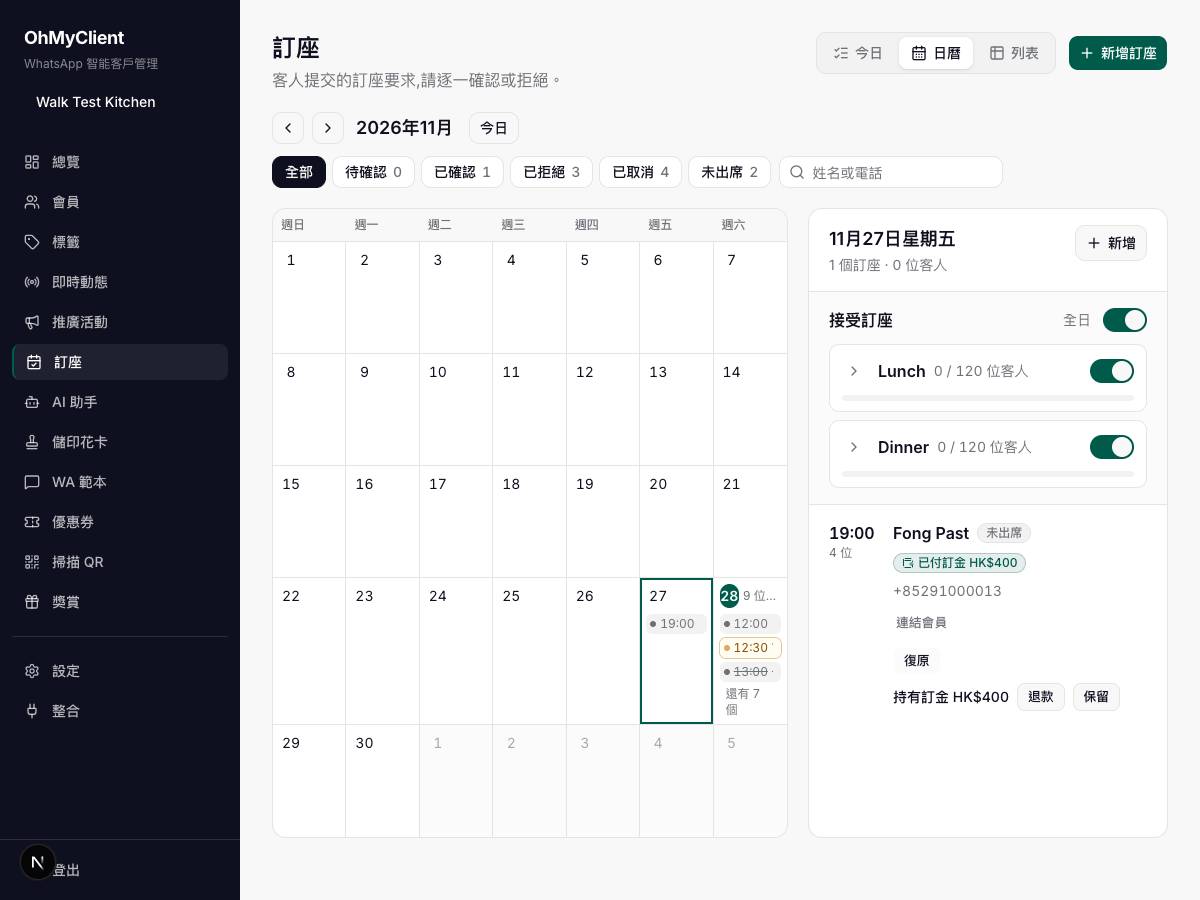 OhMyClient
WhatsApp 智能客戶管理
Walk Test Kitchen
總覽
會員
標籤
即時動態
推廣活動
訂座
AI 助手
儲印花卡
WA 範本
優惠券
掃描 QR
獎賞
設定
整合
N
登出
訂座
客人提交的訂座要求,請逐一確認或拒絕。
今日
日曆
列表
新增訂座
2026年11月
今日
全部
待確認 0
已確認 1
已拒絕 3
已取消 4
未出席 2
姓名或電話
週日 週一 週二 週三 週四 週五 週六
1 2 3 4 5 6 7
8 9 10 11 12 13 14
15 16 17 18 19 20 21
22 23 24 25 26 27 28 9 位…
19:00
12:00
12:30
13:00
還有 7
個
29 30 1 2 3 4 5
11月27日星期五
1 個訂座 · 0 位客人
新增
接受訂座
全日
Lunch 0 / 120 位客人
Dinner 0 / 120 位客人
19:00 Fong Past 未出席
4 位
已付訂金 HK$400
+85291000013
連結會員
復原
持有訂金 HK$400 退款 保留